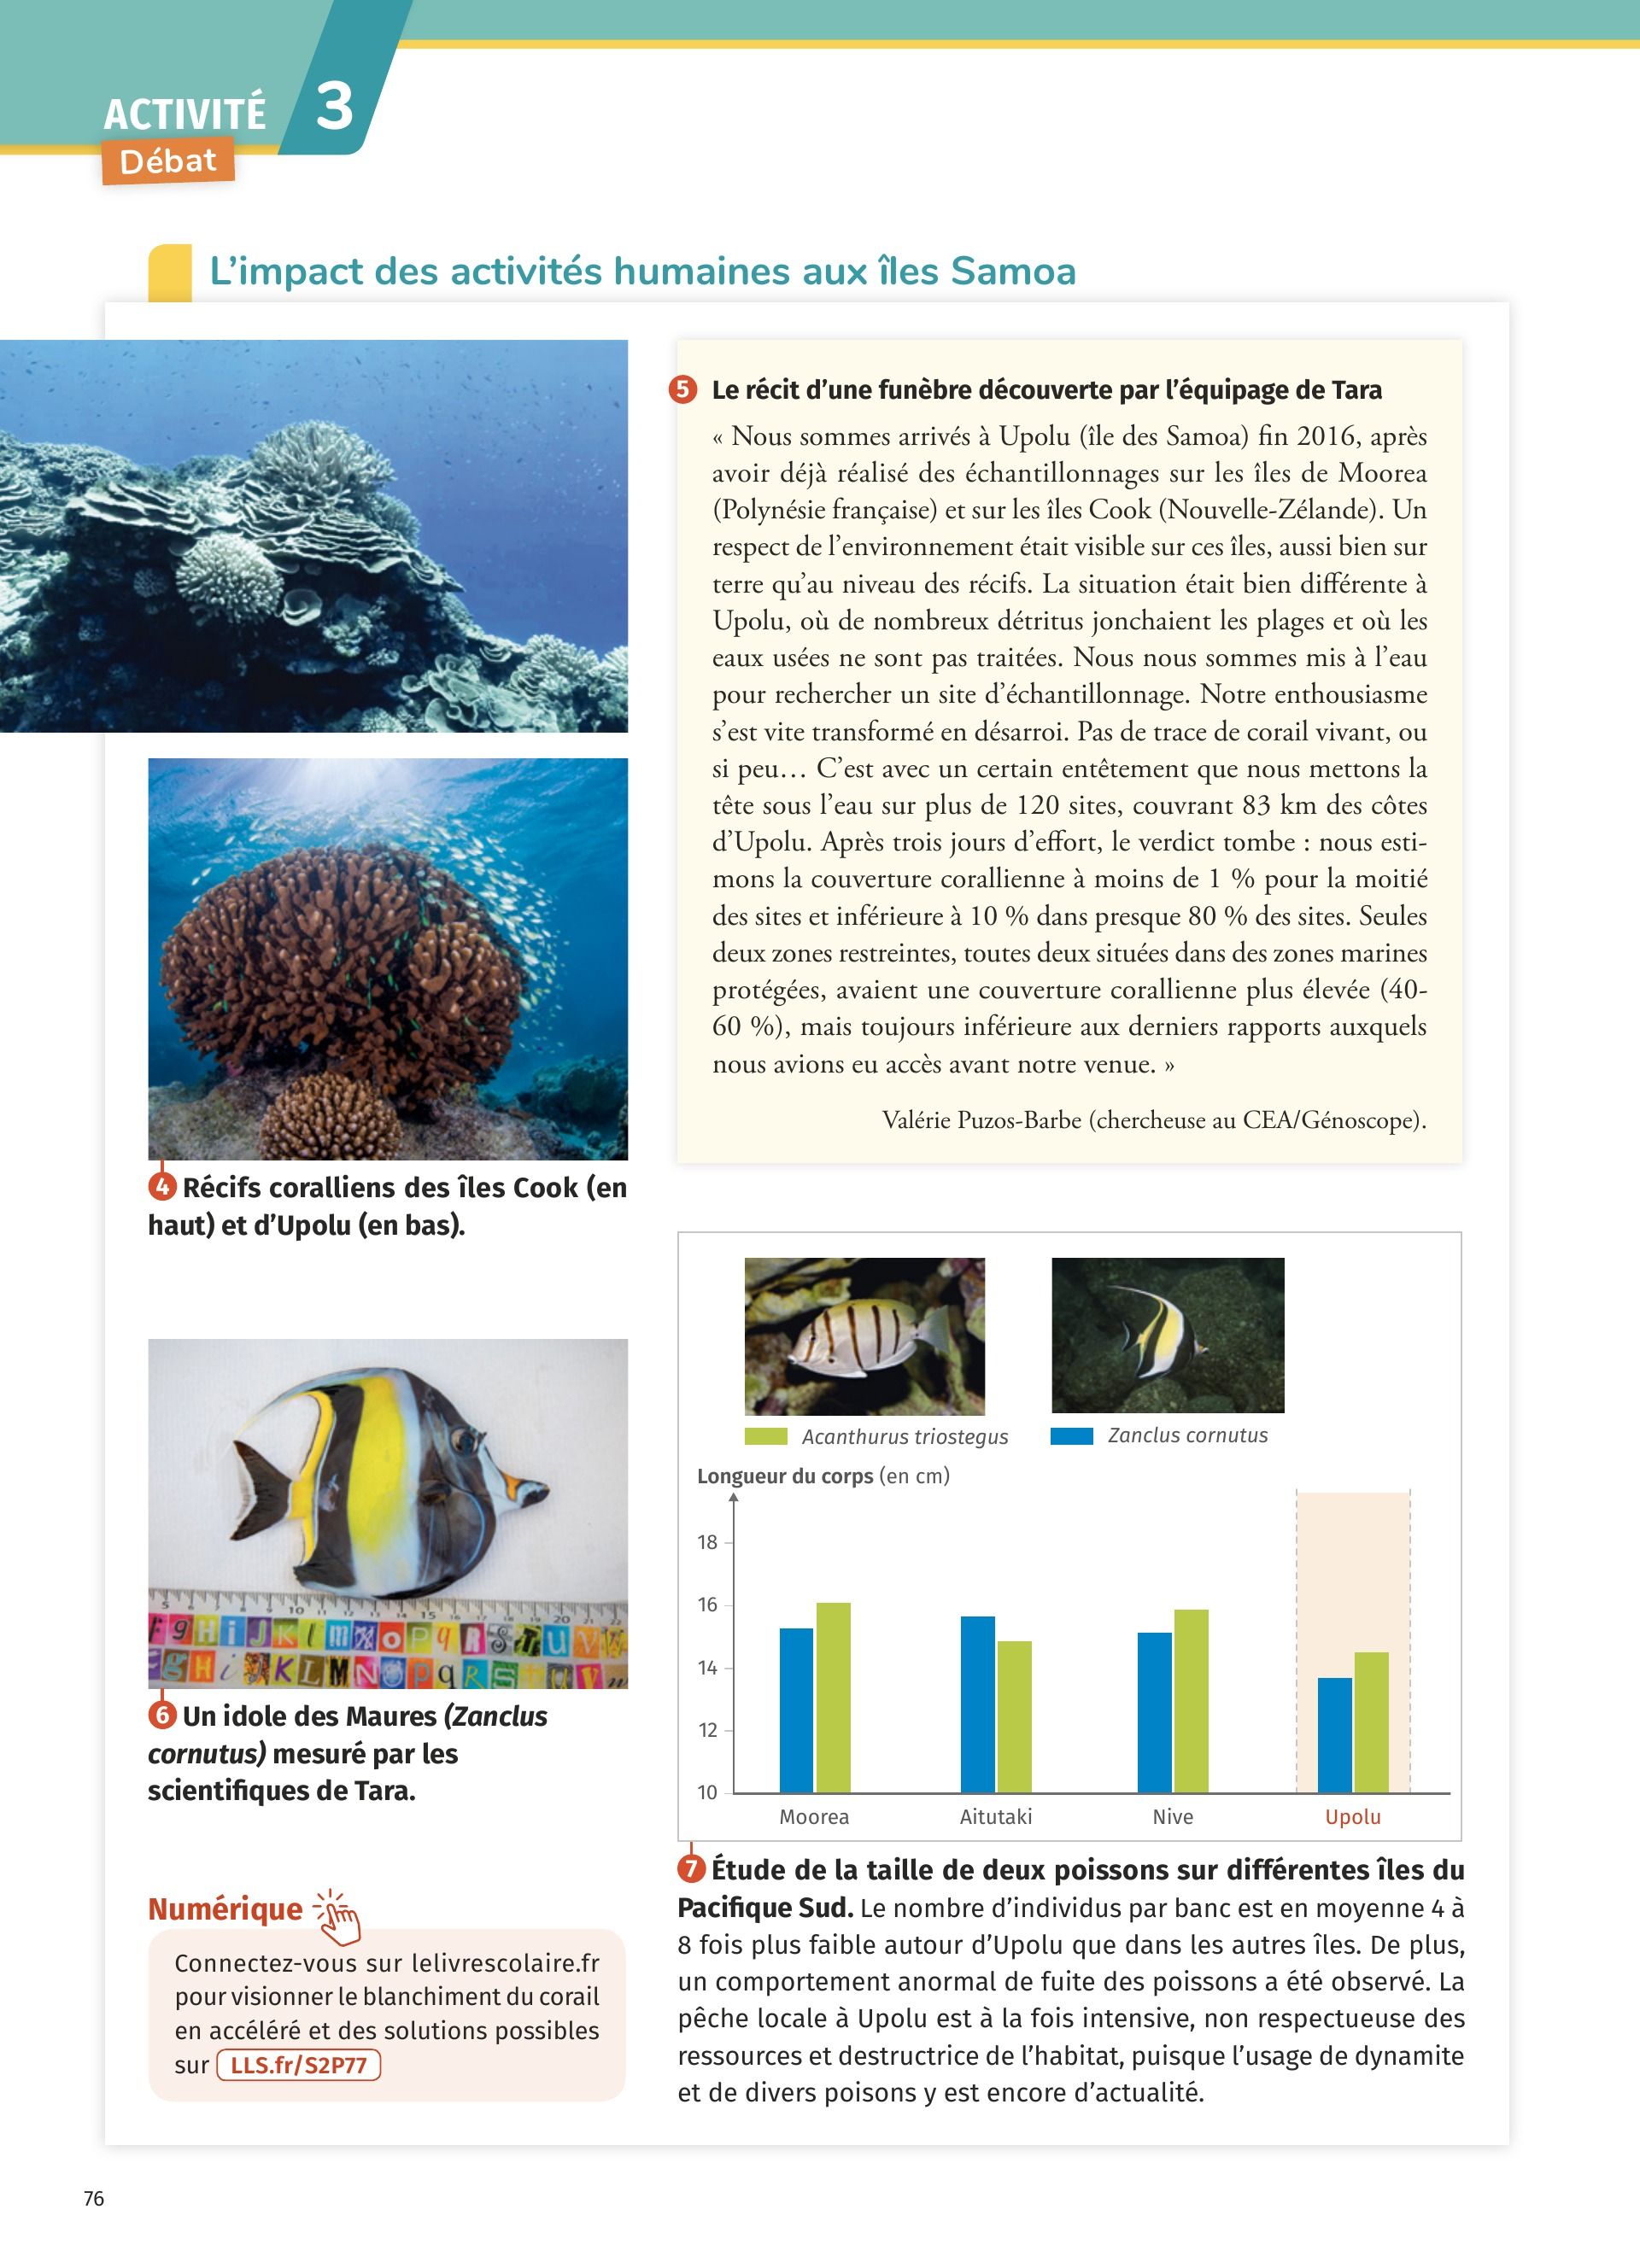 ACTIVITÉ 3
Débat
L'impact des activités humaines aux îles Samoa
4 Récifs coralliens des îles Cook (en
haut) et d'Upolu (en bas).
5 Le récit d'une funèbre découverte par l'équipage de Tara
« Nous sommes arrivés à Upolu (île des Samoa) fin 2016, après
avoir déjà réalisé des échantillonnages sur les îles de Moorea
(Polynésie française) et sur les îles Cook (Nouvelle-Zélande). Un
respect de l'environnement était visible sur ces îles, aussi bien sur
terre qu'au niveau des récifs. La situation était bien différente à
Upolu, où de nombreux détritus jonchaient les plages et où les
eaux usées ne sont pas traitées. Nous nous sommes mis à l'eau
pour rechercher un site d'échantillonnage. Notre enthousiasme
s'est vite transformé en désarroi. Pas de trace de corail vivant, ou
si peu… C'est avec un certain entêtement que nous mettons la
tête sous l'eau sur plus de 120 sites, couvrant 83 km des côtes
d'Upolu. Après trois jours d'effort, le verdict tombe : nous esti-
mons la couverture corallienne à moins de 1 % pour la moitié
des sites et inférieure à 10 % dans presque 80 % des sites. Seules
deux zones restreintes, toutes deux situées dans des zones marines
protégées, avaient une couverture corallienne plus élevée (40-
60 %), mais toujours inférieure aux derniers rapports auxquels
nous avions eu accès avant notre venue. »
Valérie Puzos-Barbe (chercheuse au CEA/Génoscope).
6 Un idole des Maures (Zanclus
cornutus) mesuré par les
scientifiques de Tara.
Numérique
Connectez-vous sur lelivrescolaire.fr
pour visionner le blanchiment du corail
en accéléré et des solutions possibles
sur LLS.fr/S2P77
Acanthurus triostegus
Zanclus cornutus
Longueur du corps (en cm)
18
16
14
12
10
Moorea Aitutaki Nive Upolu
7 Étude de la taille de deux poissons sur différentes îles du
Pacifique Sud. Le nombre d'individus par banc est en moyenne 4 à
8 fois plus faible autour d'Upolu que dans les autres îles. De plus,
un comportement anormal de fuite des poissons a été observé. La
pêche locale à Upolu est à la fois intensive, non respectueuse des
ressources et destructrice de l'habitat, puisque l'usage de dynamite
et de divers poisons y est encore d'actualité.
76